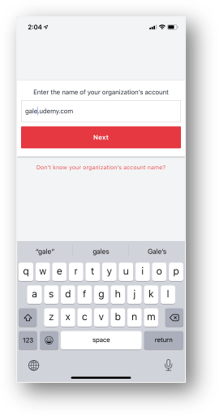 2:04
Enter the name of your organization's account
gale.udemy.com
Next
Don't know your organization's account name?
"gale" gales Gale's
q w e r t y u i o p
a s d f g h j k l
z x c v b n m
123 space return